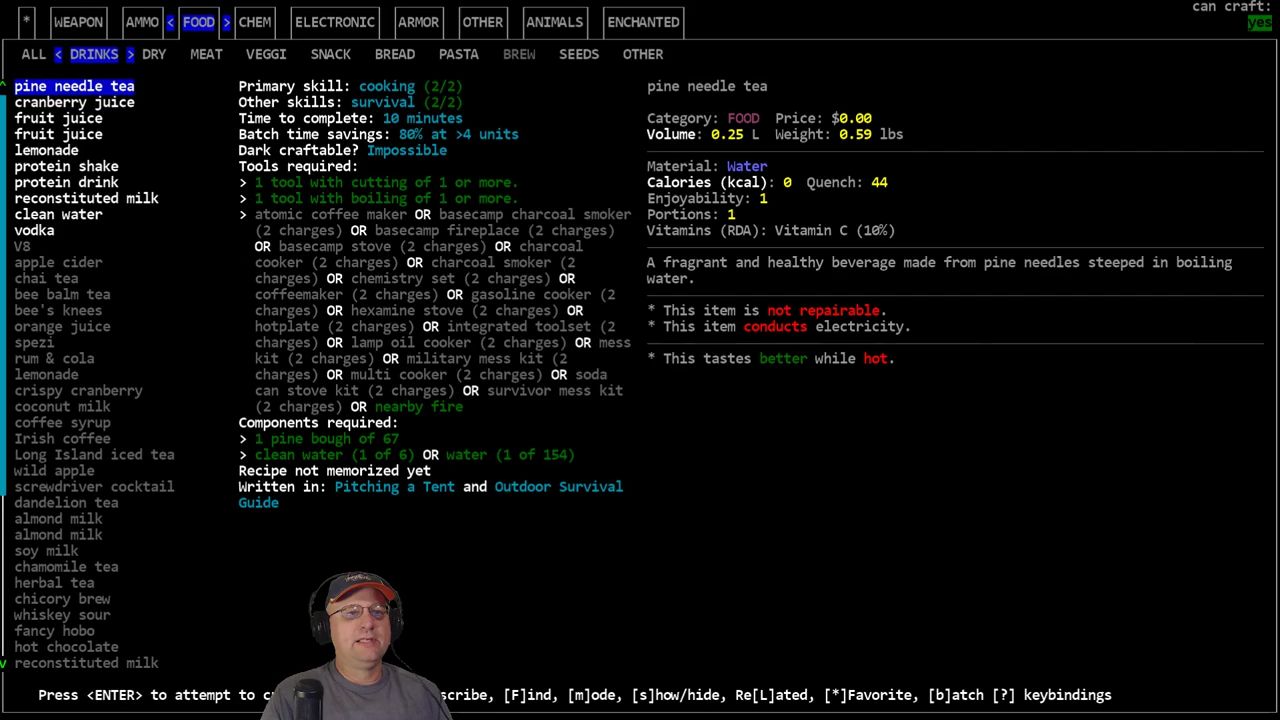 can craft:
* WEAPON AMMO < FOOD > CHEM ELECTRONIC ARMOR OTHER ANIMALS ENCHANTED
yes
ALL < DRINKS > DRY MEAT VEGGI SNACK BREAD PASTA BREW SEEDS OTHER
^
pine needle tea
cranberry juice
fruit juice
fruit juice
lemonade
protein shake
protein drink
reconstituted milk
clean water
vodka
V8
apple cider
chai tea
bee balm tea
bee's knees
orange juice
spezi
rum & cola
lemonade
crispy cranberry
coconut milk
coffee syrup
Irish coffee
Long Island iced tea
wild apple
screwdriver cocktail
dandelion tea
almond milk
almond milk
soy milk
chamomile tea
herbal tea
chicory brew
whiskey sour
fancy hobo
hot chocolate
v reconstituted milk
Primary skill: cooking (2/2)
Other skills: survival (2/2)
Time to complete: 10 minutes
Batch time savings: 80% at >4 units
Dark craftable? Impossible
Tools required:
> 1 tool with cutting of 1 or more.
> 1 tool with boiling of 1 or more.
> atomic coffee maker OR basecamp charcoal smoker
(2 charges) OR basecamp fireplace (2 charges)
OR basecamp stove (2 charges) OR charcoal
cooker (2 charges) OR charcoal smoker (2
charges) OR chemistry set (2 charges) OR
coffeemaker (2 charges) OR gasoline cooker (2
charges) OR hexamine stove (2 charges) OR
hotplate (2 charges) OR integrated toolset (2
charges) OR lamp oil cooker (2 charges) OR mess
kit (2 charges) OR military mess kit (2
charges) OR multi cooker (2 charges) OR soda
can stove kit (2 charges) OR survivor mess kit
(2 charges) OR nearby fire
Components required:
> 1 pine bough of 67
> clean water (1 of 6) OR water (1 of 154)
Recipe not memorized yet
Written in: Pitching a Tent and Outdoor Survival
Guide
pine needle tea
Category: FOOD Price: $0.00
Volume: 0.25 L Weight: 0.59 lbs
Material: Water
Calories (kcal): 0 Quench: 44
Enjoyability: 1
Portions: 1
Vitamins (RDA): Vitamin C (10%)
A fragrant and healthy beverage made from pine needles steeped in boiling
water.
* This item is not repairable.
* This item conducts electricity.
* This tastes better while hot.
Press <ENTER> to attempt to c scribe, [F]ind, [m]ode, [s]how/hide, Re[L]ated, [*]Favorite, [b]atch [?] keybindings